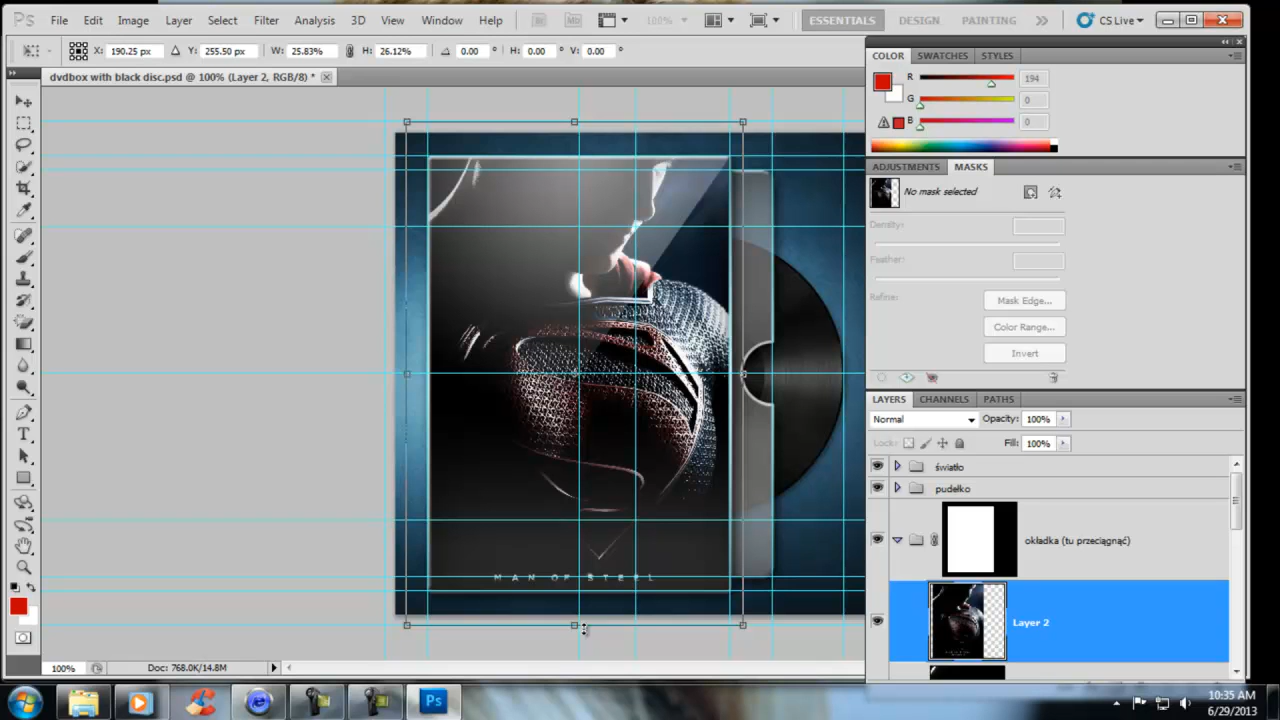 Ps File Edit Image Layer Select Filter Analysis 3D View Window Help Br Mb 100% ESSENTIALS DESIGN PAINTING CS Live
X: 190.25 px Y: 255.50 px W: 25.83% H: 26.12% 0.00 ° H: 0.00 ° V: 0.00 °
dvdbox with black disc.psd @ 100% (Layer 2, RGB/8) *
COLOR SWATCHES STYLES
R 194
G 0
B 0
ADJUSTMENTS MASKS
No mask selected
Density:
Feather:
Refine: Mask Edge...
Color Range...
Invert
LAYERS CHANNELS PATHS
Normal Opacity: 100%
Lock: Fill: 100%
światło
pudełko
okładka (tu przeciągnąć)
Layer 2
MAN OF STEEL
100% Doc: 768.0K/14.8M
Ps
10:35 AM
6/29/2013